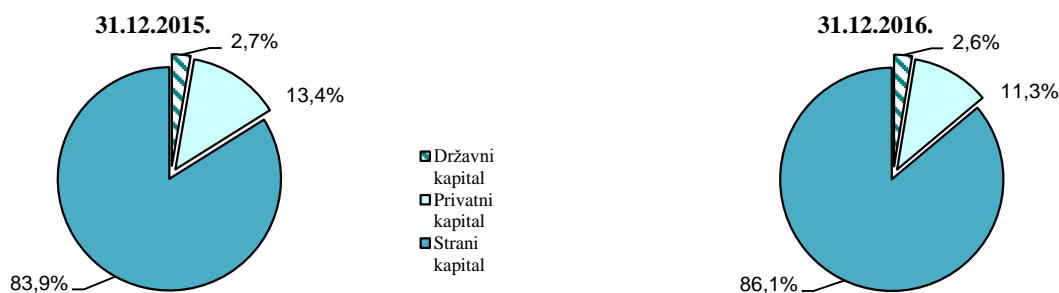 31.12.2015.
2,7%
13,4%
83,9%
Državni
kapital
Privatni
kapital
Strani
kapital
31.12.2016.
2,6%
11,3%
86,1%